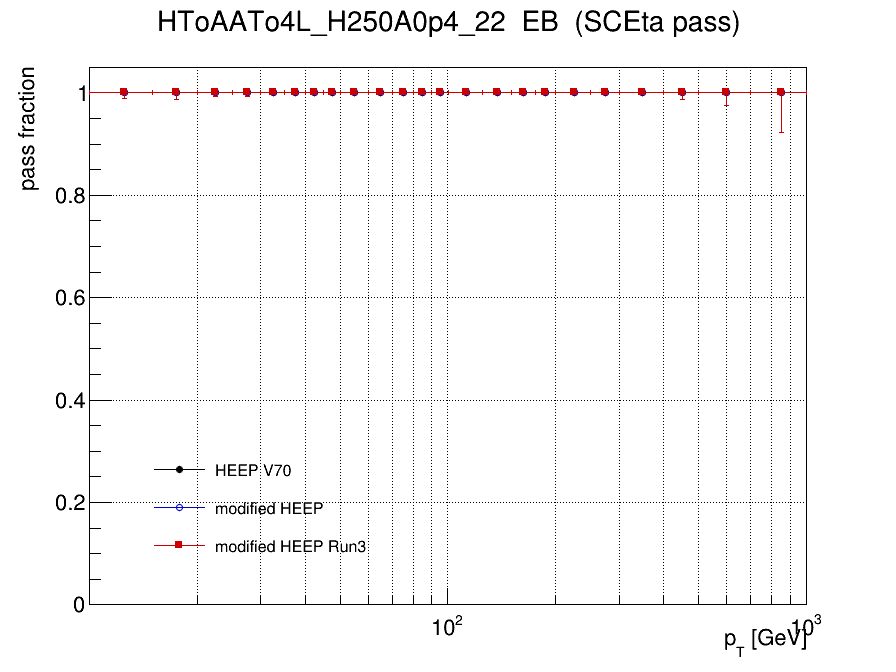 HToAATo4L_H250A0p4_22 EB (SCEta pass)
pass fraction
1
0.8
0.6
0.4
0.2
0
HEEP V70
modified HEEP
modified HEEP Run3
10²
10³
p_T [GeV]